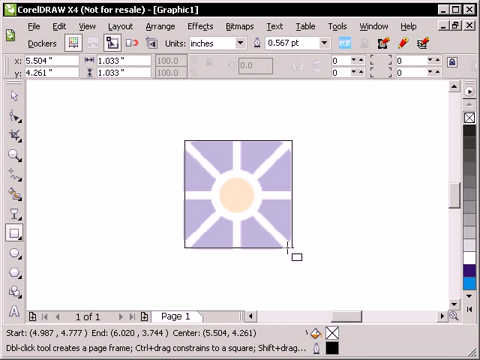 CorelDRAW X4 (Not for resale) - [Graphic1]
File Edit View Layout Arrange Effects Bitmaps Text Table Tools Window Help
Dockers Units: inches 0.567 pt
x: 5.504 " 1.033 " 100.0 0.0 0 0
y: 4.261 " 1.033 " 100.0 0 0
1 of 1 Page 1
Start: (4.987, 4.777) End: (6.020, 3.744) Center: (5.504, 4.261)
Dbl-click tool creates a page frame; Ctrl+drag constrains to a square; Shift+drag...